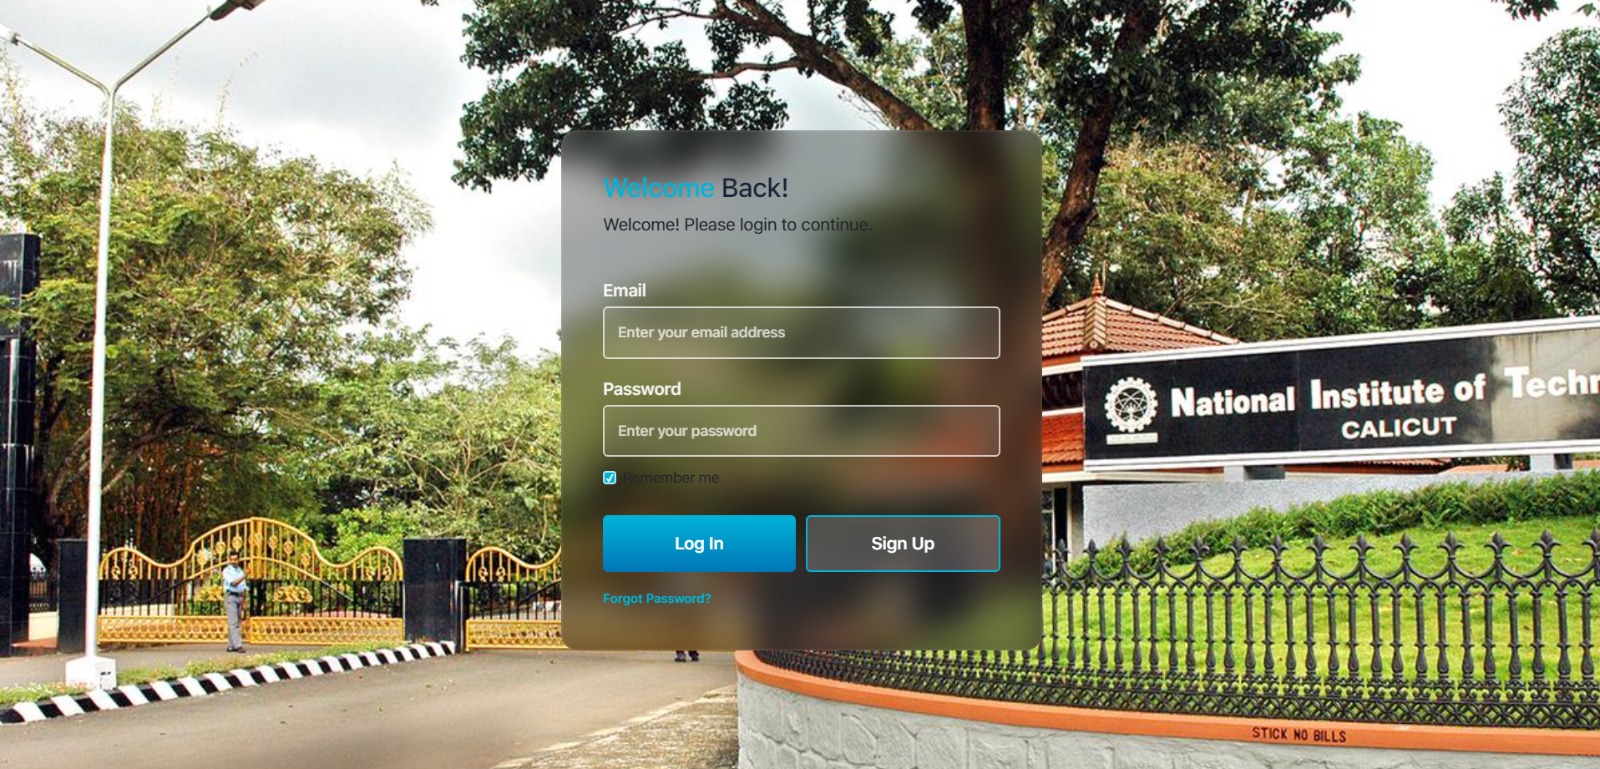 Welcome Back!
Welcome! Please login to continue.
Email
Enter your email address
Password
Enter your password
Remember me
Log In
Sign Up
Forgot Password?
National Institute of Techn
CALICUT
STICK NO BILLS